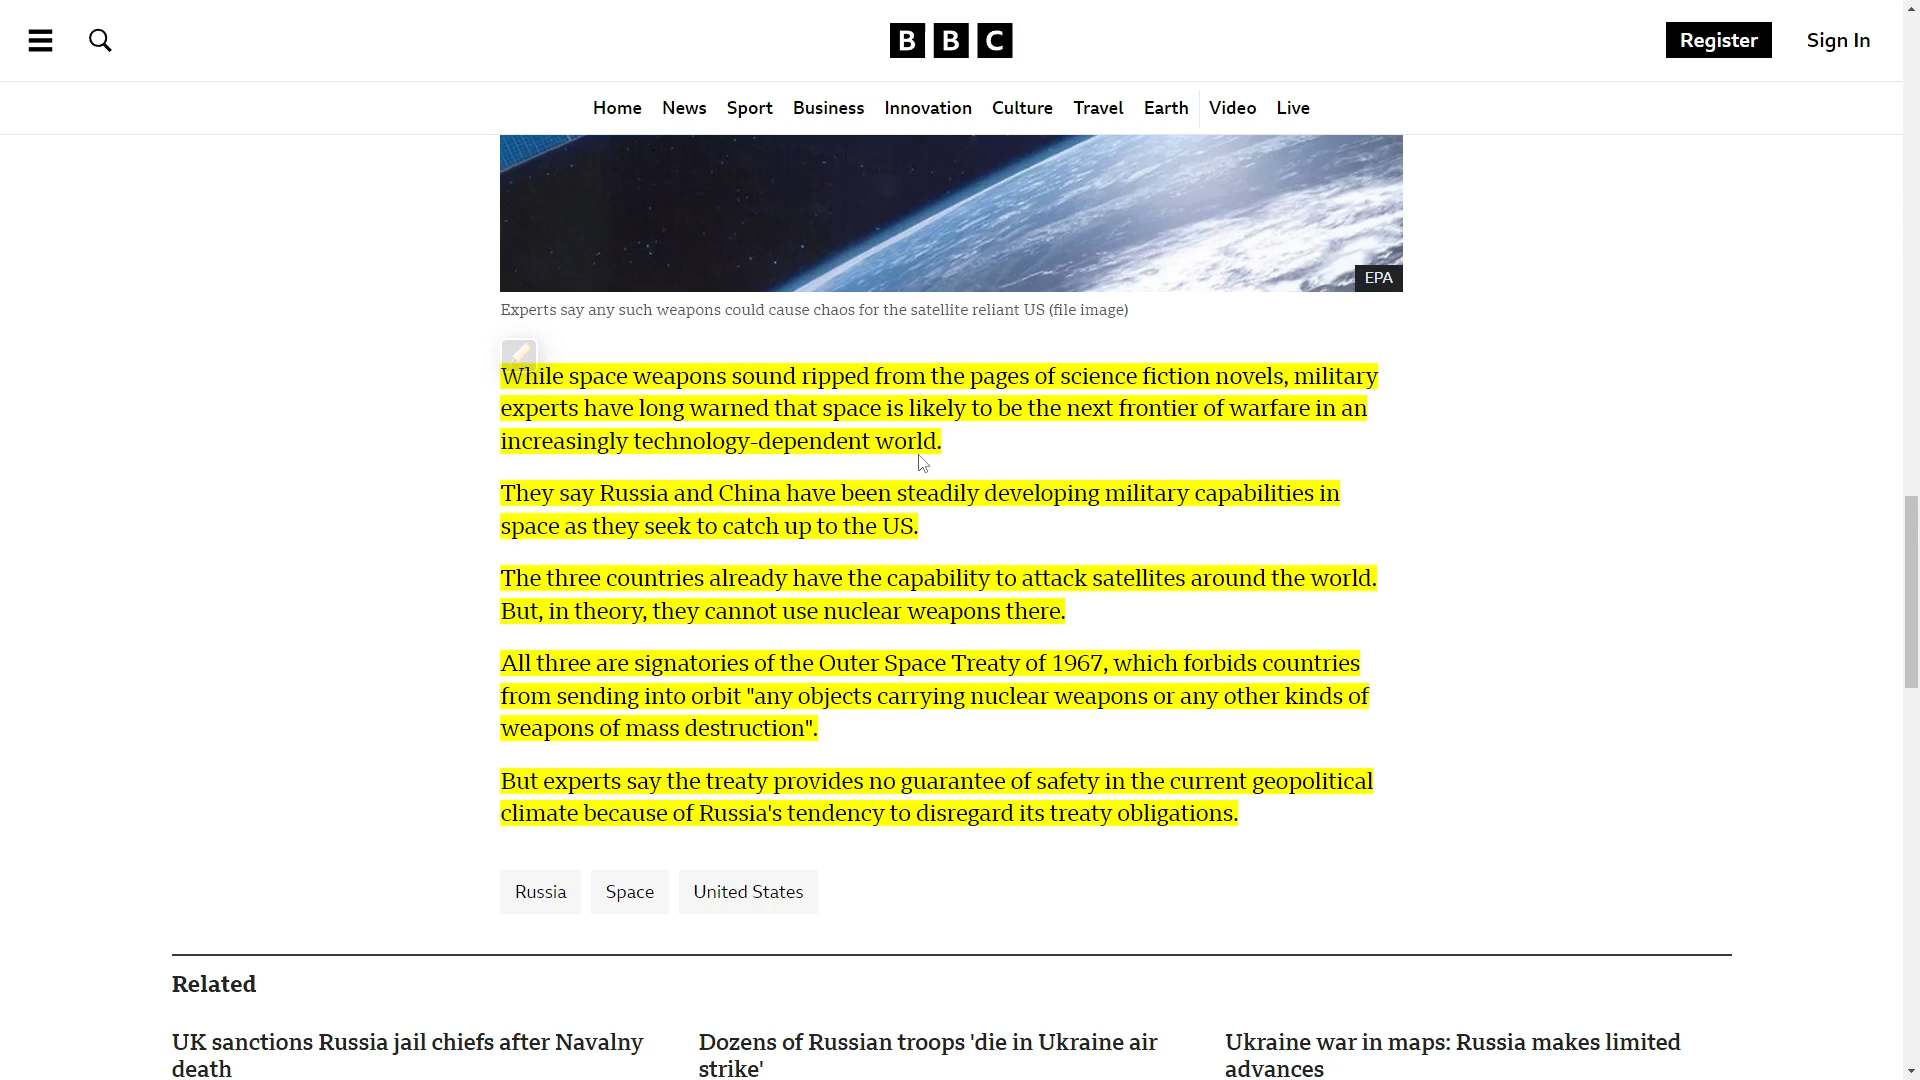 BBC
Register
Sign In
Home News Sport Business Innovation Culture Travel Earth Video Live
EPA
Experts say any such weapons could cause chaos for the satellite reliant US (file image)
While space weapons sound ripped from the pages of science fiction novels, military
experts have long warned that space is likely to be the next frontier of warfare in an
increasingly technology-dependent world.
They say Russia and China have been steadily developing military capabilities in
space as they seek to catch up to the US.
The three countries already have the capability to attack satellites around the world.
But, in theory, they cannot use nuclear weapons there.
All three are signatories of the Outer Space Treaty of 1967, which forbids countries
from sending into orbit "any objects carrying nuclear weapons or any other kinds of
weapons of mass destruction".
But experts say the treaty provides no guarantee of safety in the current geopolitical
climate because of Russia's tendency to disregard its treaty obligations.
Russia Space United States
Related
UK sanctions Russia jail chiefs after Navalny
death
Dozens of Russian troops 'die in Ukraine air
strike'
Ukraine war in maps: Russia makes limited
advances